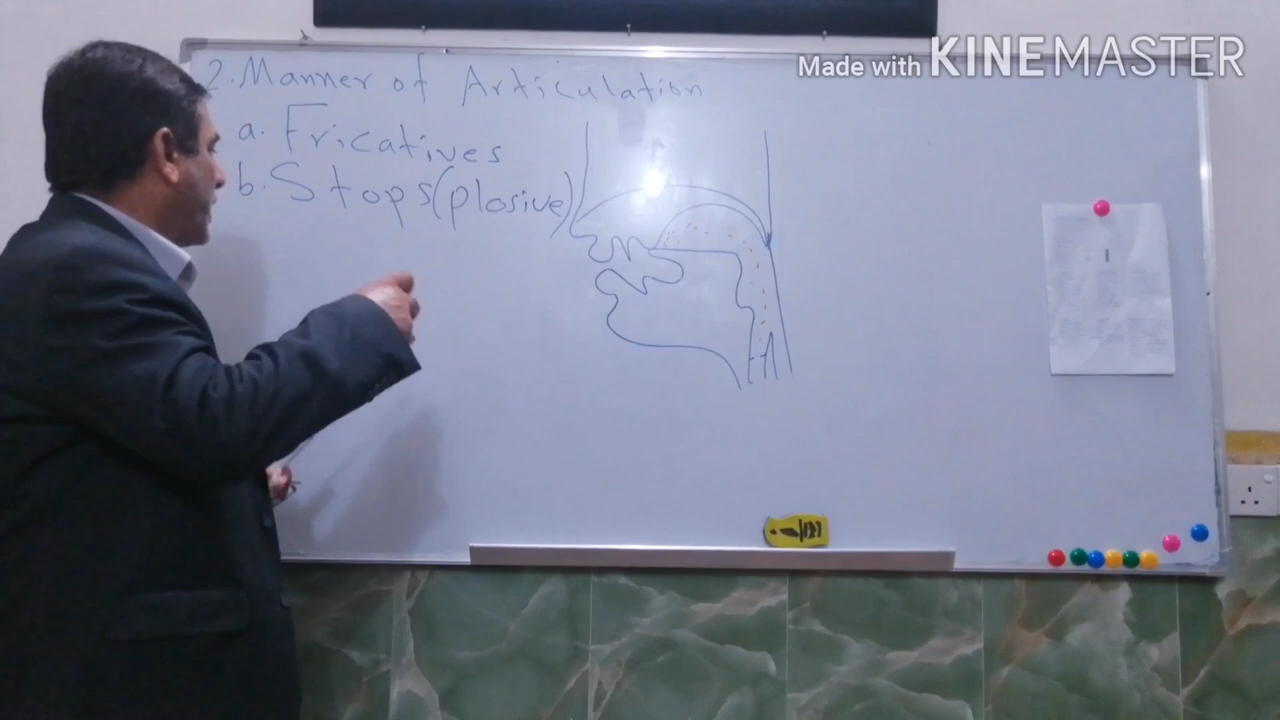 Made with KINEMASTER
2. Manner of Articulation
a. Fricatives
b. Stops (plosive)